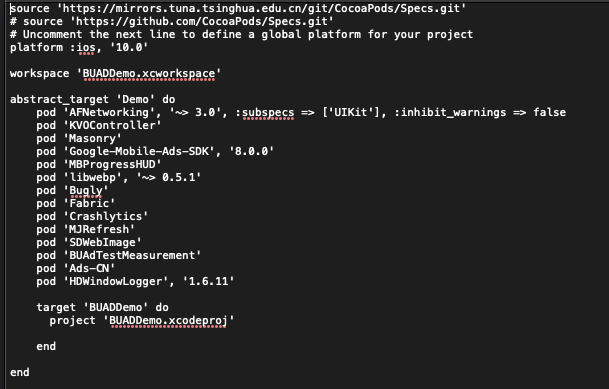 source 'https://mirrors.tuna.tsinghua.edu.cn/git/CocoaPods/Specs.git'
# source 'https://github.com/CocoaPods/Specs.git'
# Uncomment the next line to define a global platform for your project
platform :ios, '10.0'
workspace 'BUADDemo.xcworkspace'
abstract_target 'Demo' do
pod 'AFNetworking', '~> 3.0', :subspecs => ['UIKit'], :inhibit_warnings => false
pod 'KVOController'
pod 'Masonry'
pod 'Google-Mobile-Ads-SDK', '8.0.0'
pod 'MBProgressHUD'
pod 'libwebp', '~> 0.5.1'
pod 'Bugly'
pod 'Fabric'
pod 'Crashlytics'
pod 'MJRefresh'
pod 'SDWebImage'
pod 'BUAdTestMeasurement'
pod 'Ads-CN'
pod 'HDWindowLogger', '1.6.11'
target 'BUADDemo' do
project 'BUADDemo.xcodeproj'
end
end